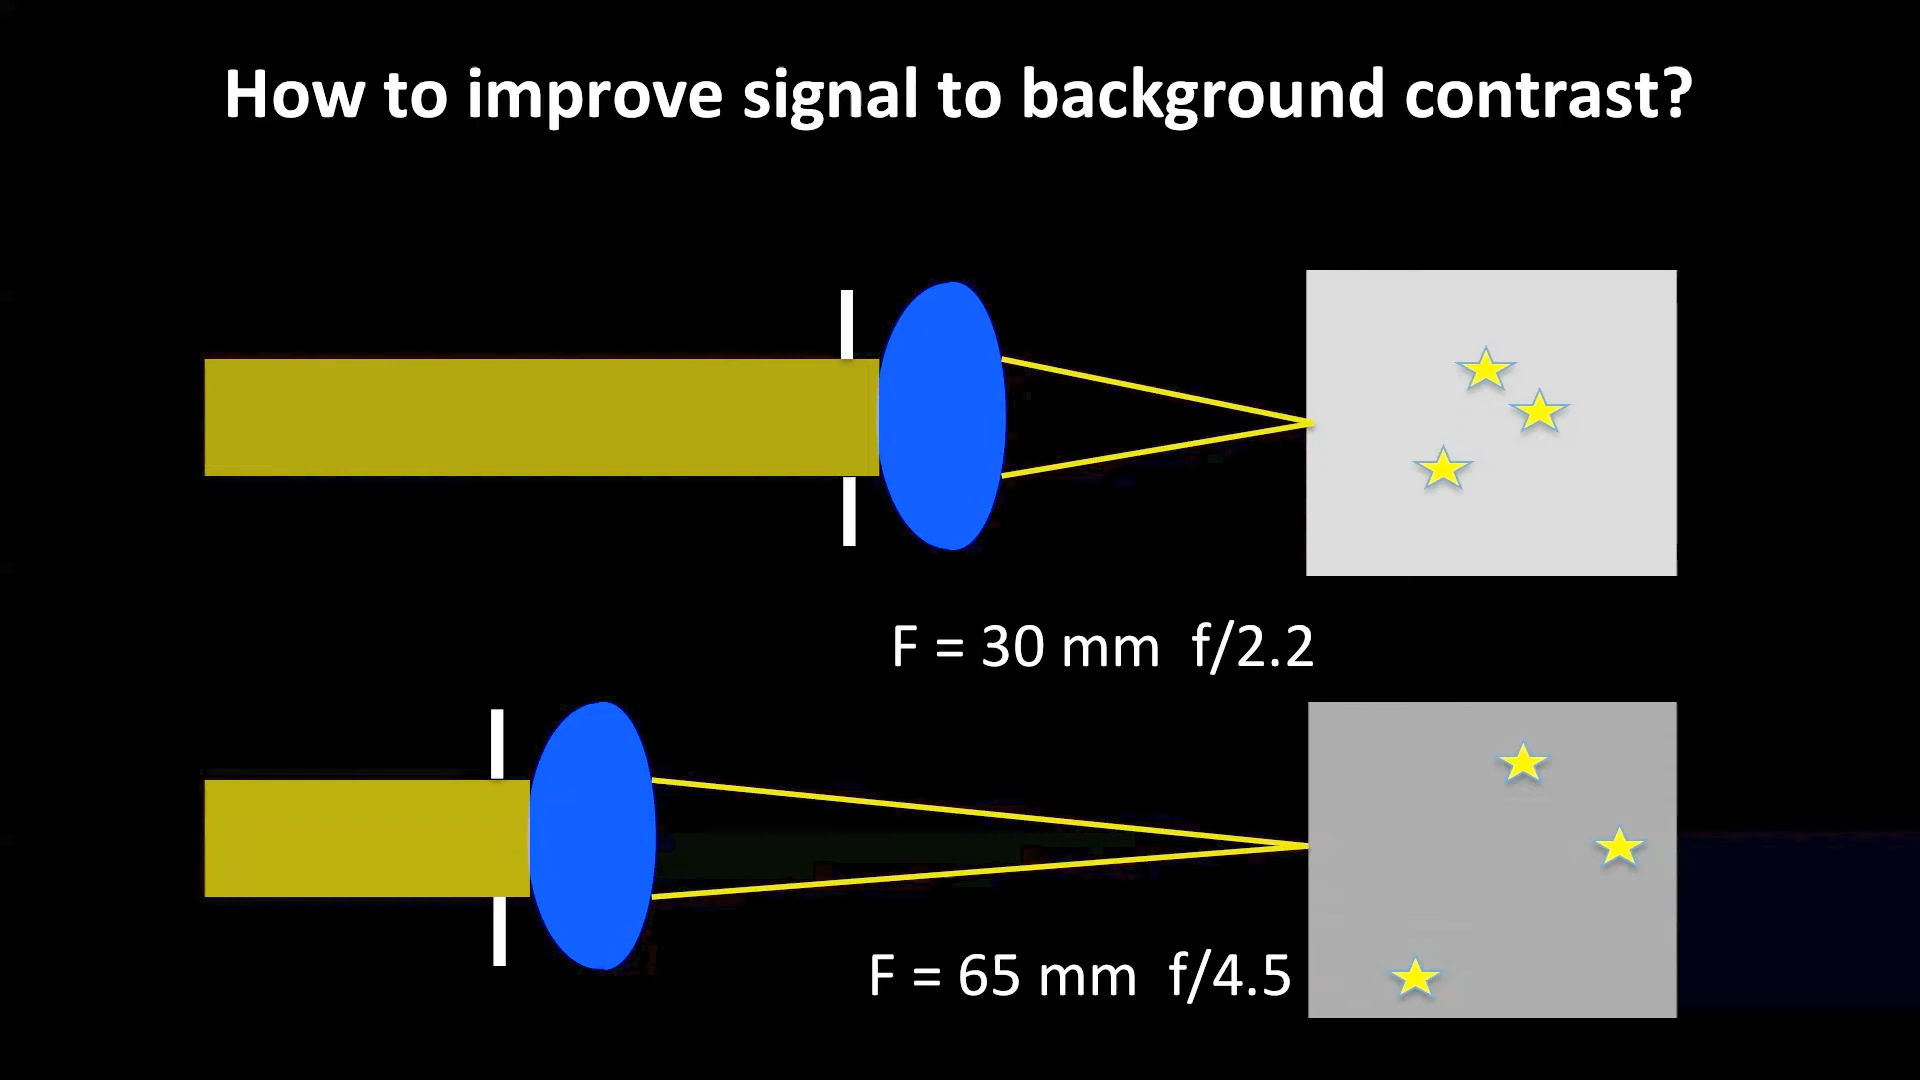 How to improve signal to background contrast?
F = 30 mm  f/2.2
F = 65 mm  f/4.5